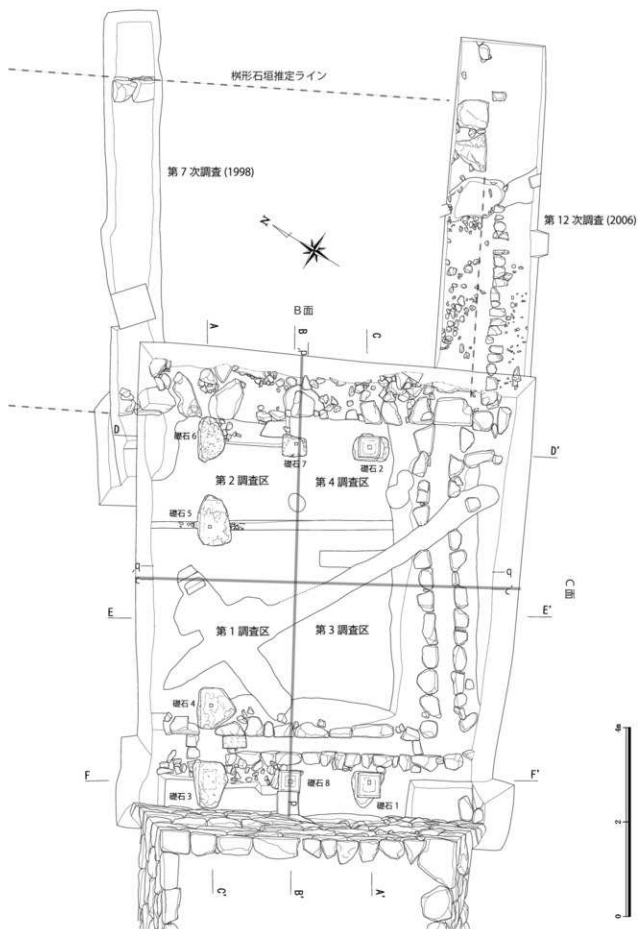 桝形石垣推定ライン
第7次調査(1998)
第12次調査(2006)
N
B面
A
B
C
b'
D
礎石6
礎石7
礎石2
D'
第2調査区
第4調査区
礎石5
q
q'
c
c'
C面
E
E'
第1調査区
第3調査区
礎石4
F
F'
礎石3
礎石8
礎石1
b
C'
B'
A'
4m
2
0